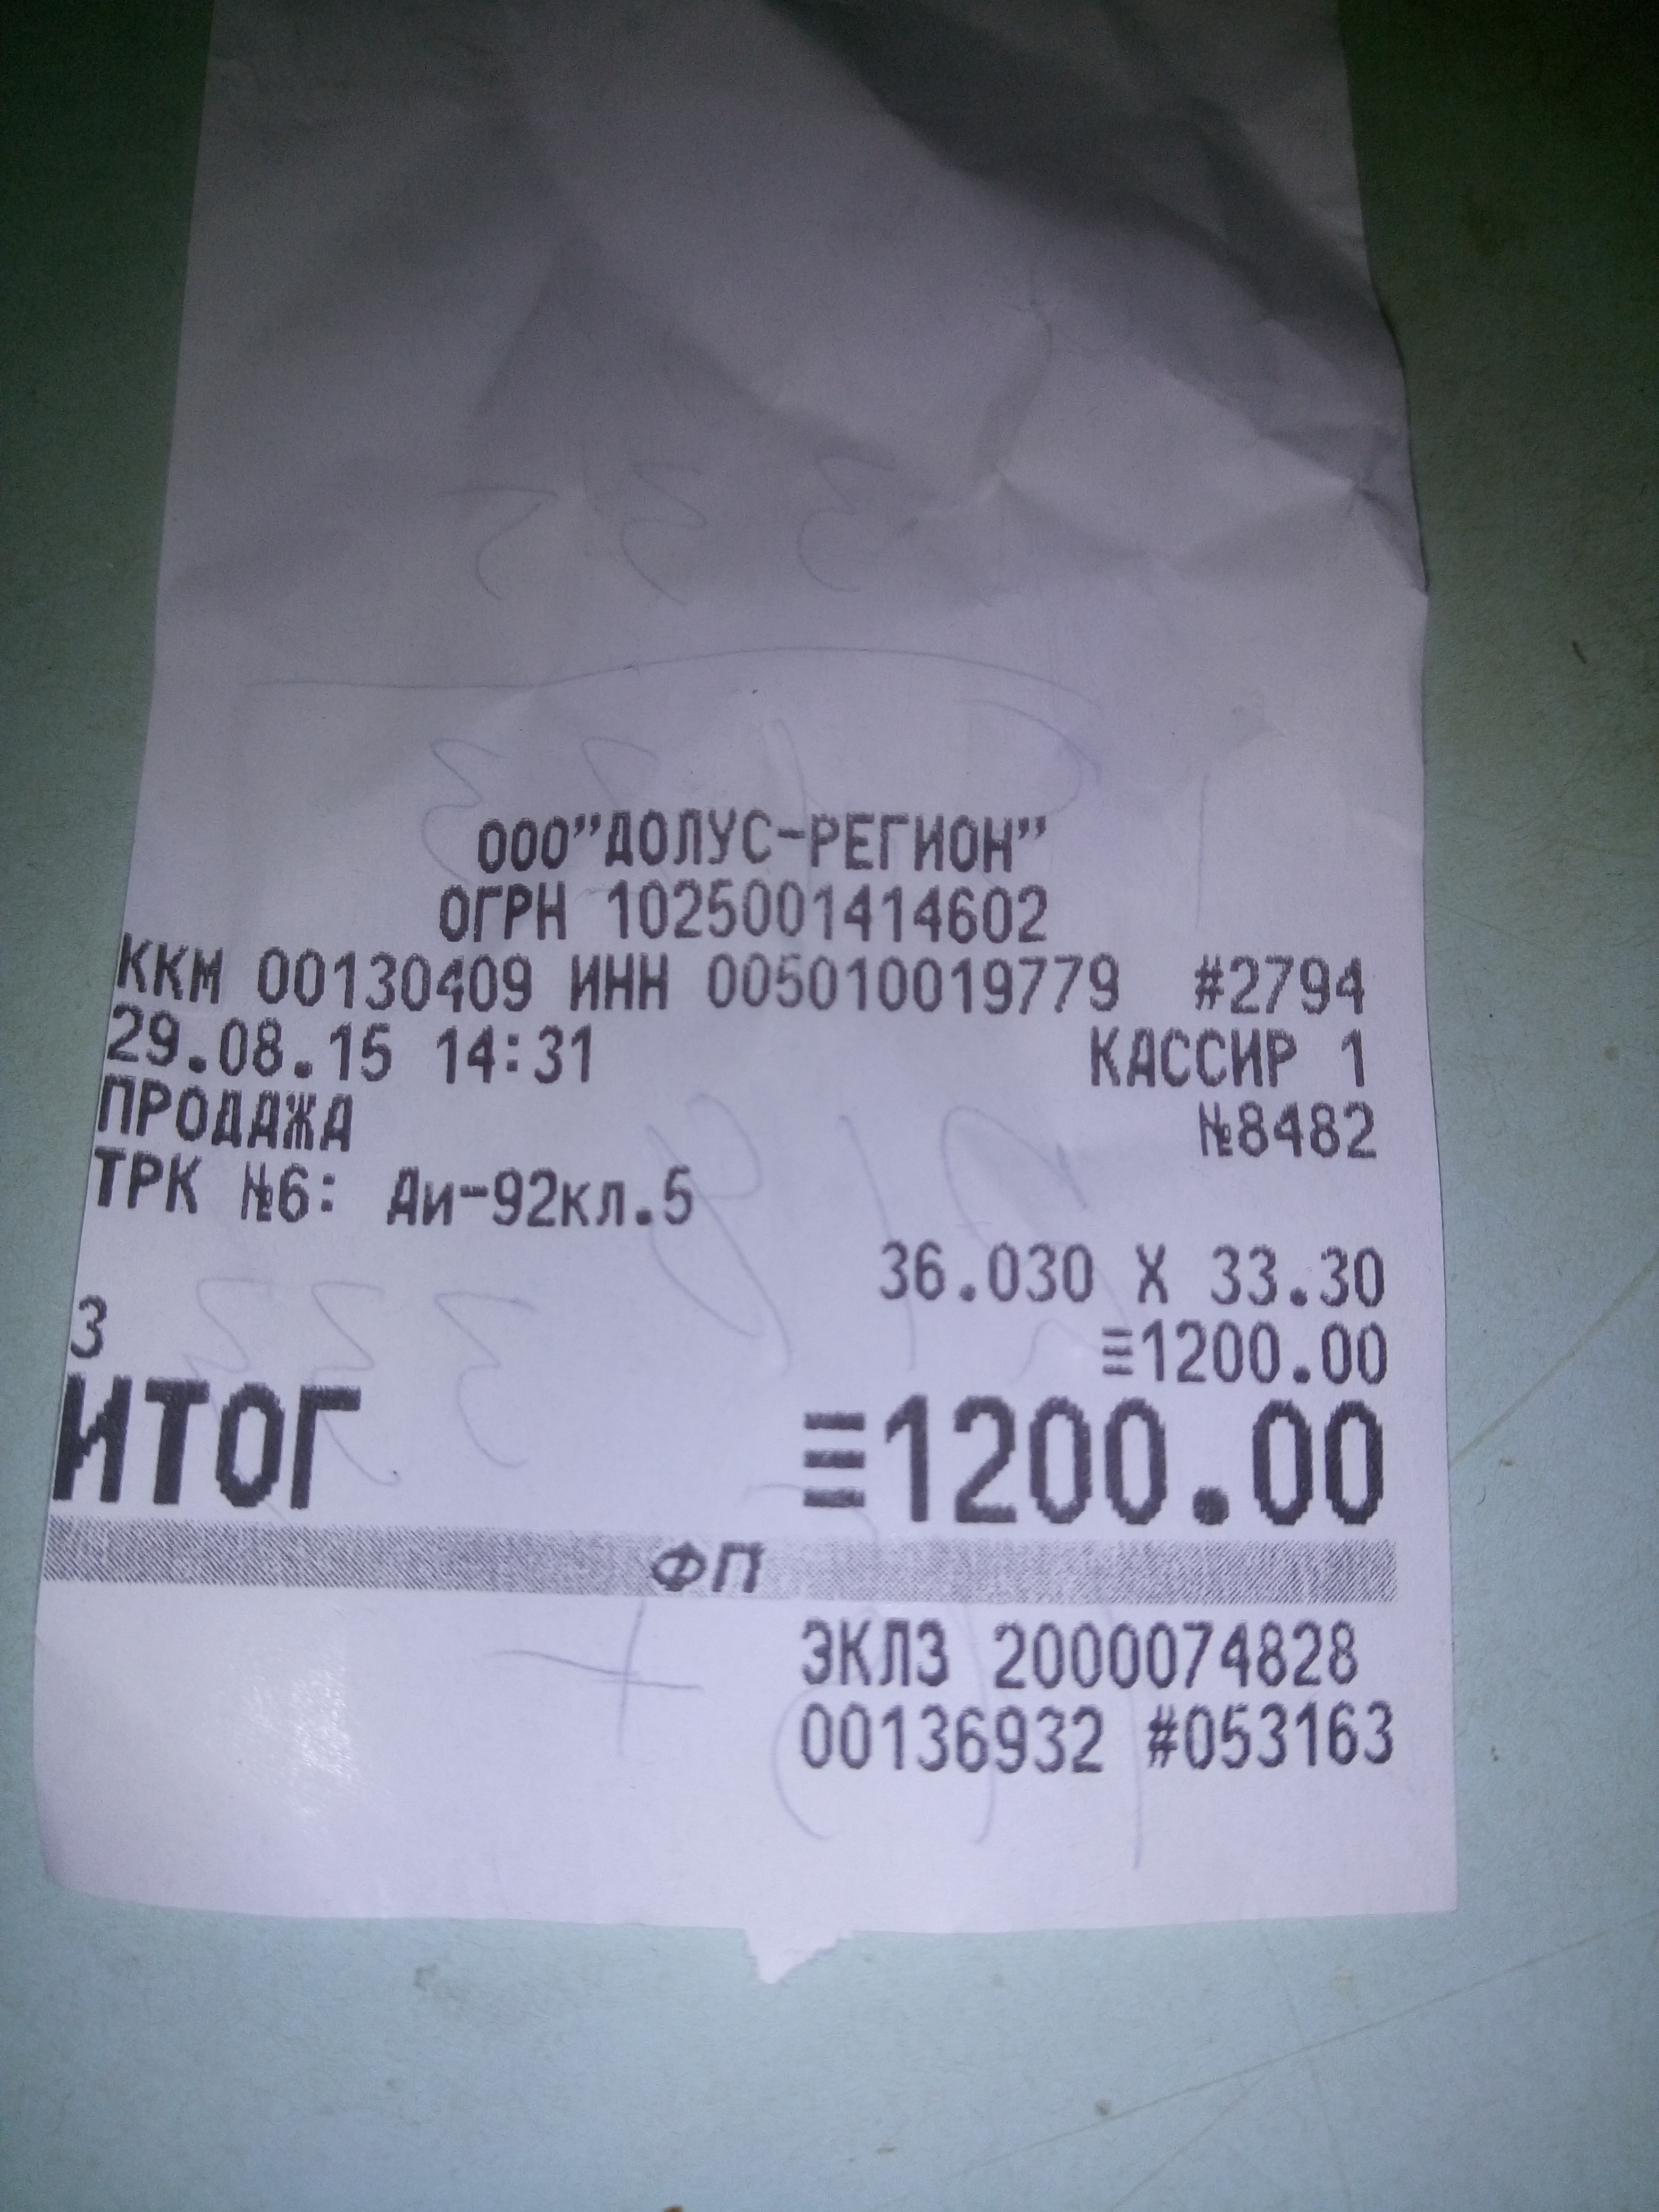 ООО"ДОЛУС-РЕГИОН"
ОГРН 1025001414602
ККМ 00130409 ИНН 005010019779 #2794
29.08.15 14:31 КАССИР 1
ПРОДАЖА №8482
ТРК №6: Аи-92кл.5
36.030 X 33.30
3 ≡1200.00
ИТОГ ≡1200.00
ФП
ЭКЛЗ 2000074828
00136932 #053163